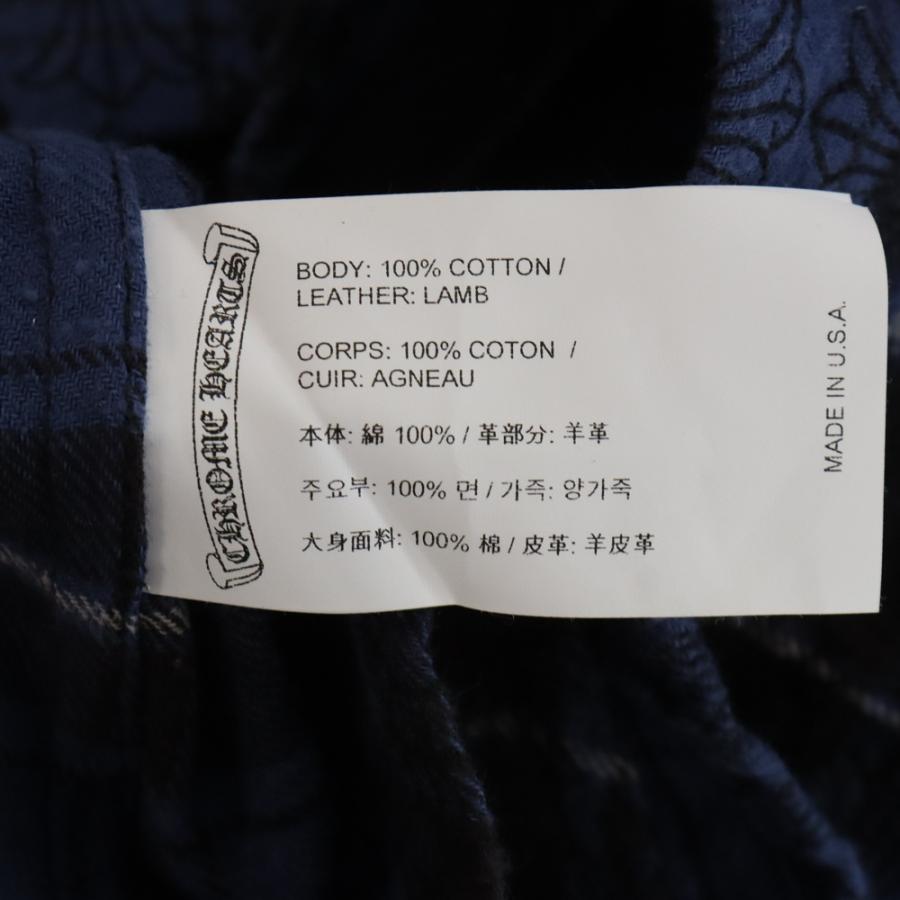 CHROME HEARTS
BODY: 100% COTTON /
LEATHER: LAMB
CORPS: 100% COTON /
CUIR: AGNEAU
本体: 綿 100% / 革部分: 羊革
주요부: 100% 면 / 가죽: 양가죽
大身面料: 100% 棉 / 皮革: 羊皮革
MADE IN U.S.A.